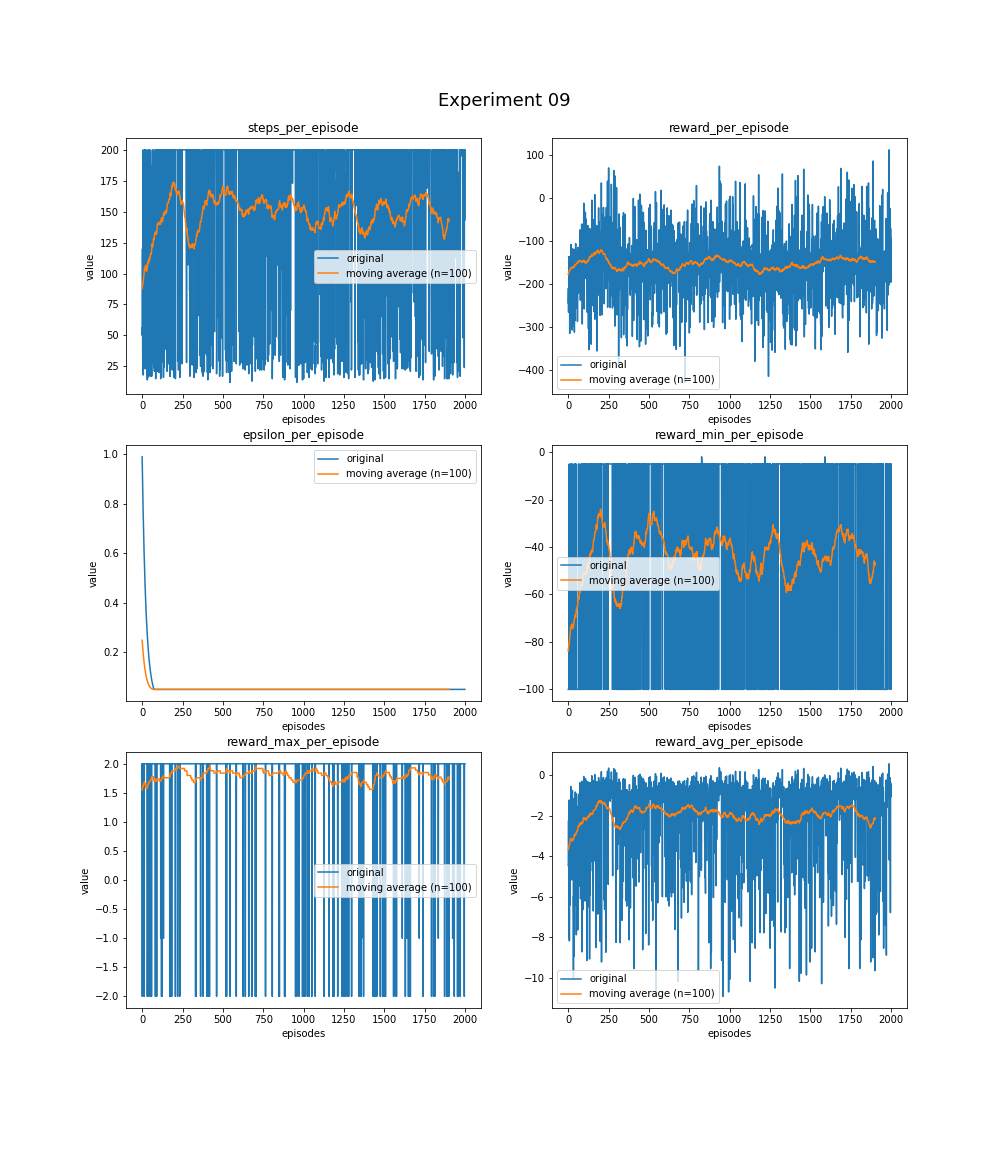 Experiment 09
steps_per_episode
200
175
150
125
100
75
50
25
value
original
moving average (n=100)
0 250 500 750 1000 1250 1500 1750 2000
episodes
reward_per_episode
100
0
−100
−200
−300
−400
value
original
moving average (n=100)
0 250 500 750 1000 1250 1500 1750 2000
episodes
epsilon_per_episode
1.0
0.8
0.6
0.4
0.2
value
original
moving average (n=100)
0 250 500 750 1000 1250 1500 1750 2000
episodes
reward_min_per_episode
0
−20
−40
−60
−80
−100
value
original
moving average (n=100)
0 250 500 750 1000 1250 1500 1750 2000
episodes
reward_max_per_episode
2.0
1.5
1.0
0.5
0.0
−0.5
−1.0
−1.5
−2.0
value
original
moving average (n=100)
0 250 500 750 1000 1250 1500 1750 2000
episodes
reward_avg_per_episode
0
−2
−4
−6
−8
−10
value
original
moving average (n=100)
0 250 500 750 1000 1250 1500 1750 2000
episodes